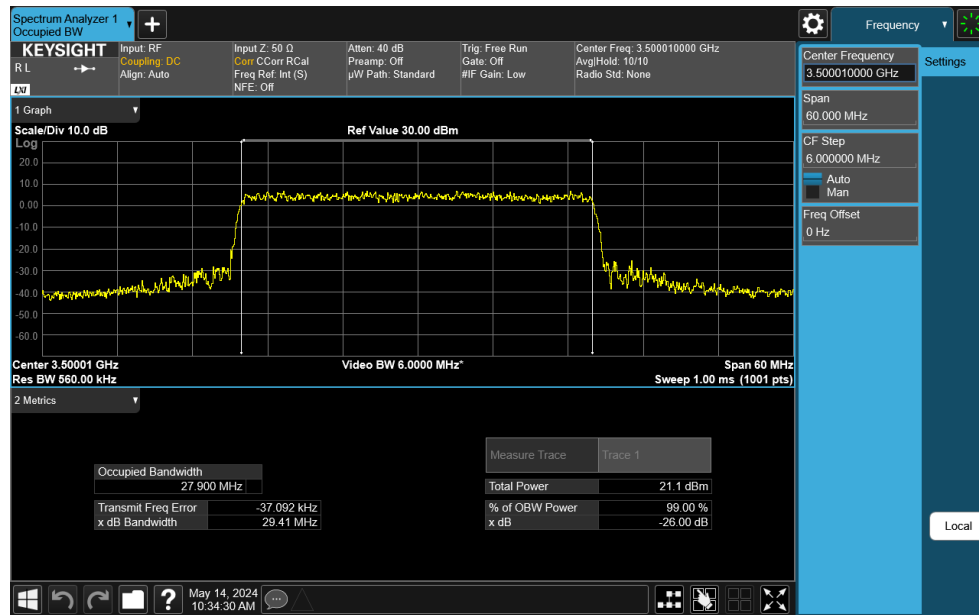 Spectrum Analyzer 1
Occupied BW
Frequency
KEYSIGHT
R L
LXI
Input: RF
Coupling: DC
Align: Auto
Input Z: 50 Ω
Corr CCorr RCal
Freq Ref: Int (S)
NFE: Off
Atten: 40 dB
Preamp: Off
µW Path: Standard
Trig: Free Run
Gate: Off
#IF Gain: Low
Center Freq: 3.500010000 GHz
Avg|Hold: 10/10
Radio Std: None
Center Frequency
3.500010000 GHz
Settings
Span
60.000 MHz
CF Step
6.000000 MHz
Auto
Man
Freq Offset
0 Hz
Local
1 Graph
Scale/Div 10.0 dB
Ref Value 30.00 dBm
Log
20.0
10.0
0.00
-10.0
-20.0
-30.0
-40.0
-50.0
-60.0
Center 3.50001 GHz
Video BW 6.0000 MHz*
Span 60 MHz
Res BW 560.00 kHz
Sweep 1.00 ms (1001 pts)
2 Metrics
Measure Trace
Trace 1
Occupied Bandwidth
27.900 MHz
Total Power
21.1 dBm
Transmit Freq Error
-37.092 kHz
% of OBW Power
99.00 %
x dB Bandwidth
29.41 MHz
x dB
-26.00 dB
?
May 14, 2024
10:34:30 AM